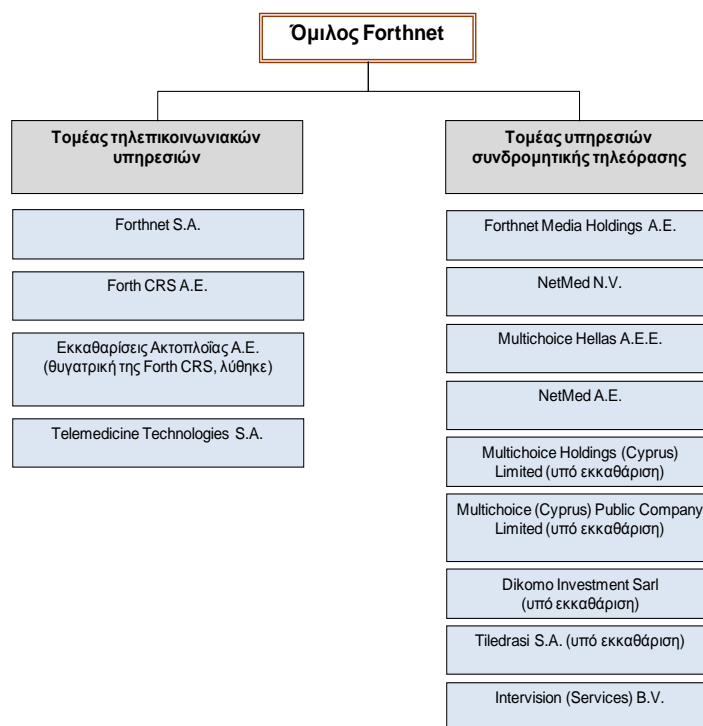 Όμιλος Forthnet
Τομέας τηλεπικοινωνιακών
υπηρεσιών
Forthnet S.A.
Forth CRS A.E.
Εκκαθαρίσεις Ακτοπλοΐας Α.Ε.
(θυγατρική της Forth CRS, λύθηκε)
Telemedicine Technologies S.A.
Τομέας υπηρεσιών
συνδρομητικής τηλεόρασης
Forthnet Media Holdings A.E.
NetMed N.V.
Multichoice Hellas A.E.E.
NetMed A.E.
Multichoice Holdings (Cyprus)
Limited (υπό εκκαθάριση)
Multichoice (Cyprus) Public Company
Limited (υπό εκκαθάριση)
Dikomo Investment Sarl
(υπό εκκαθάριση)
Tiledrasi S.A. (υπό εκκαθάριση)
Intervision (Services) B.V.